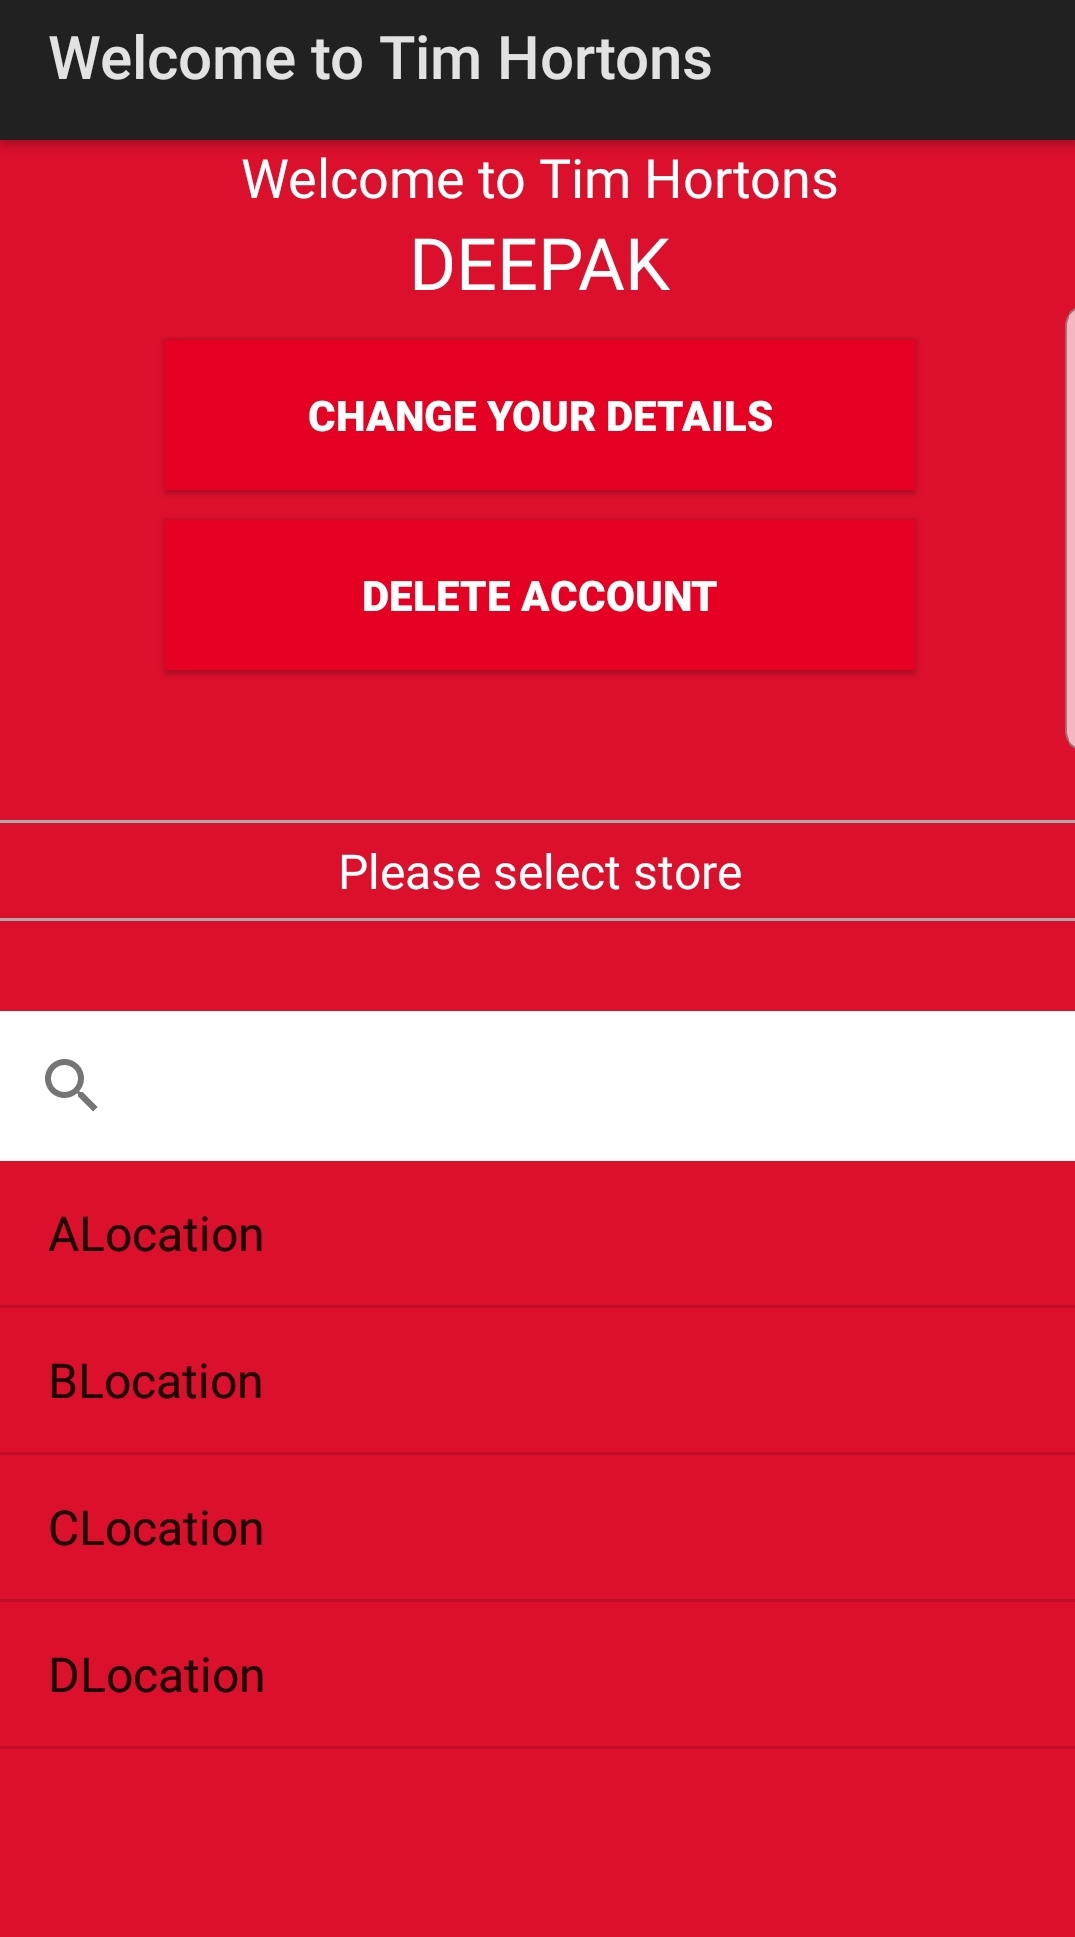 Welcome to Tim Hortons
Welcome to Tim Hortons
DEEPAK
CHANGE YOUR DETAILS
DELETE ACCOUNT
Please select store
ALocation
BLocation
CLocation
DLocation